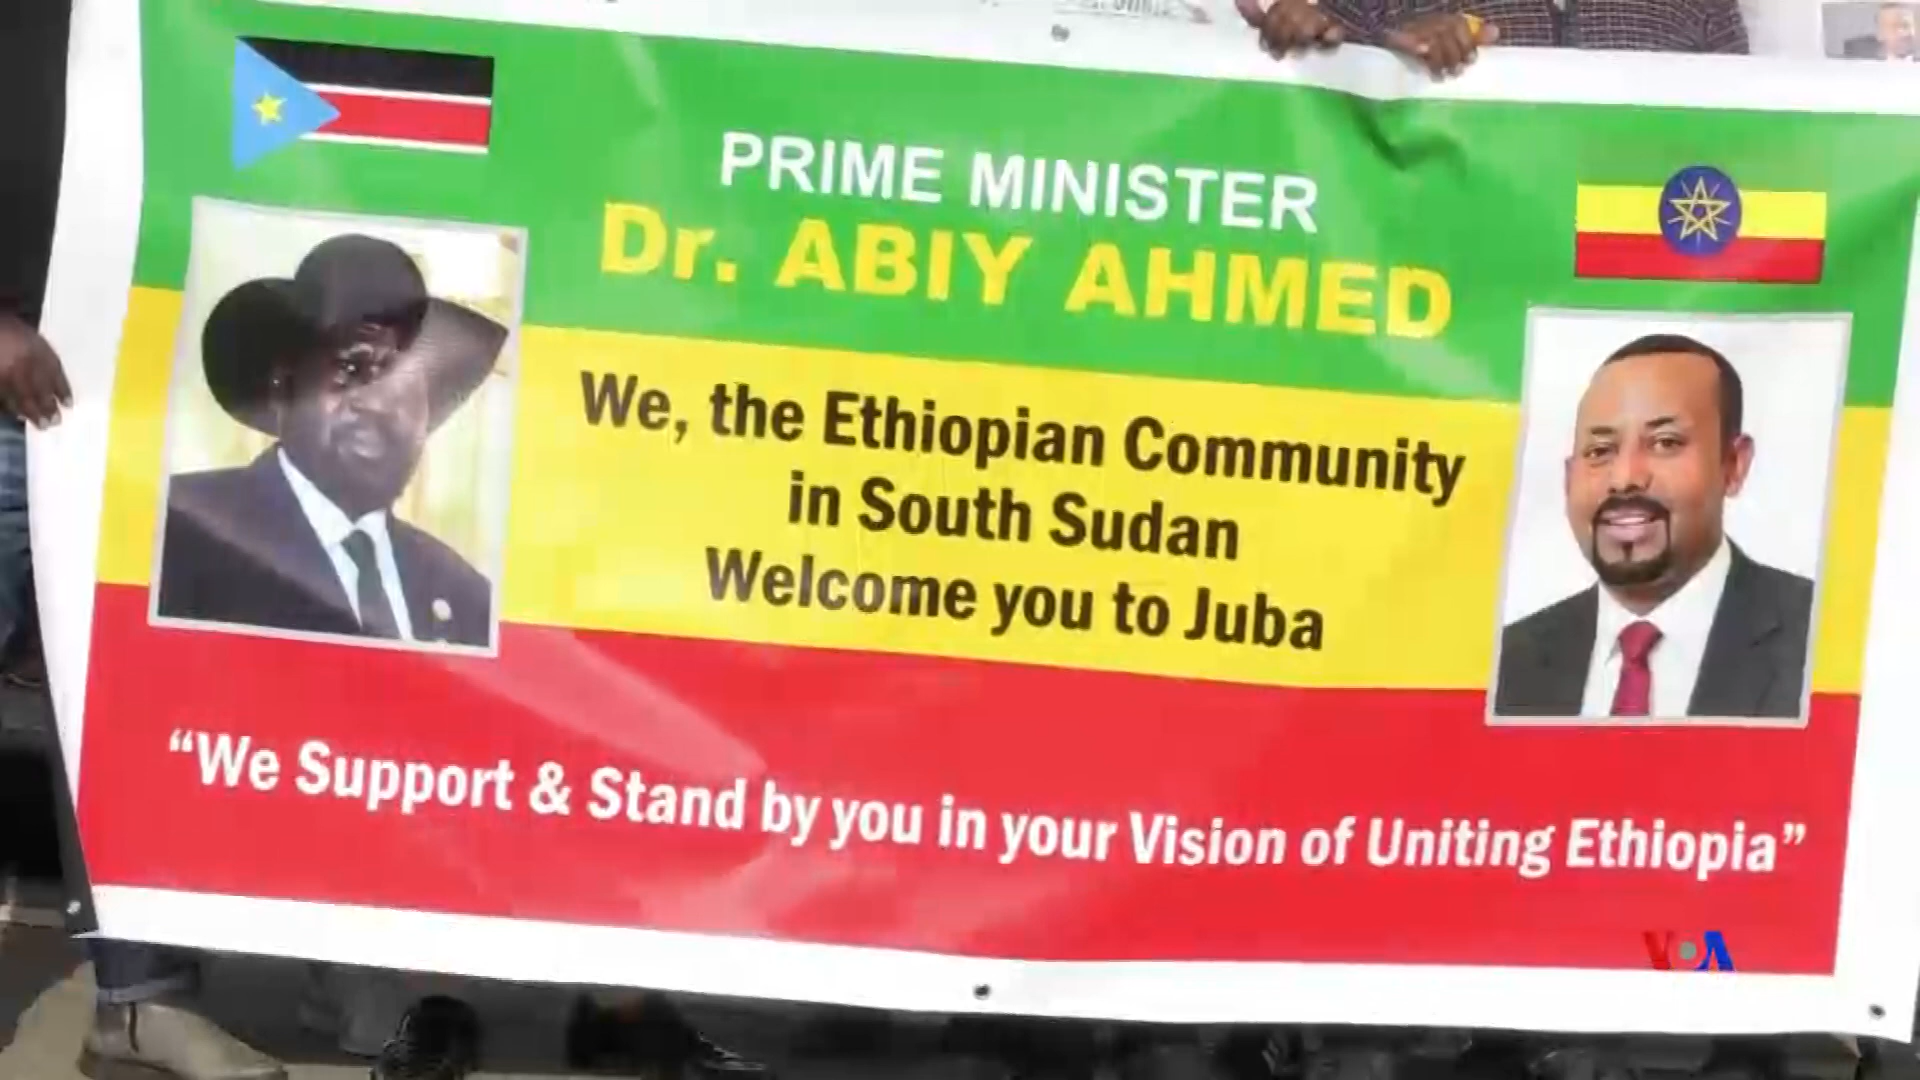 PRIME MINISTER
Dr. ABIY AHMED
We, the Ethiopian Community
in South Sudan
Welcome you to Juba
“We Support & Stand by you in your Vision of Uniting Ethiopia”
VOA